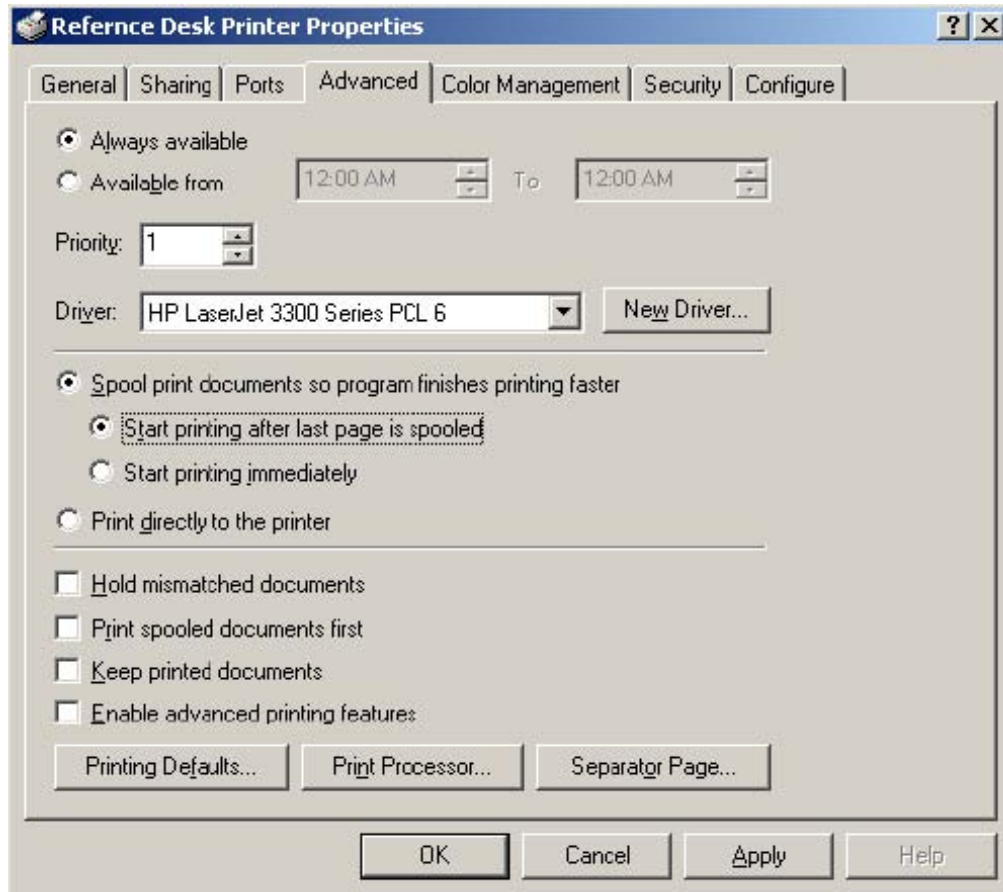 Refernce Desk Printer Properties
General Sharing Ports Advanced Color Management Security Configure
Always available
Available from 12:00 AM To 12:00 AM
Priority: 1
Driver: HP LaserJet 3300 Series PCL 6 New Driver...
Spool print documents so program finishes printing faster
Start printing after last page is spooled
Start printing immediately
Print directly to the printer
Hold mismatched documents
Print spooled documents first
Keep printed documents
Enable advanced printing features
Printing Defaults... Print Processor... Separator Page...
OK Cancel Apply Help